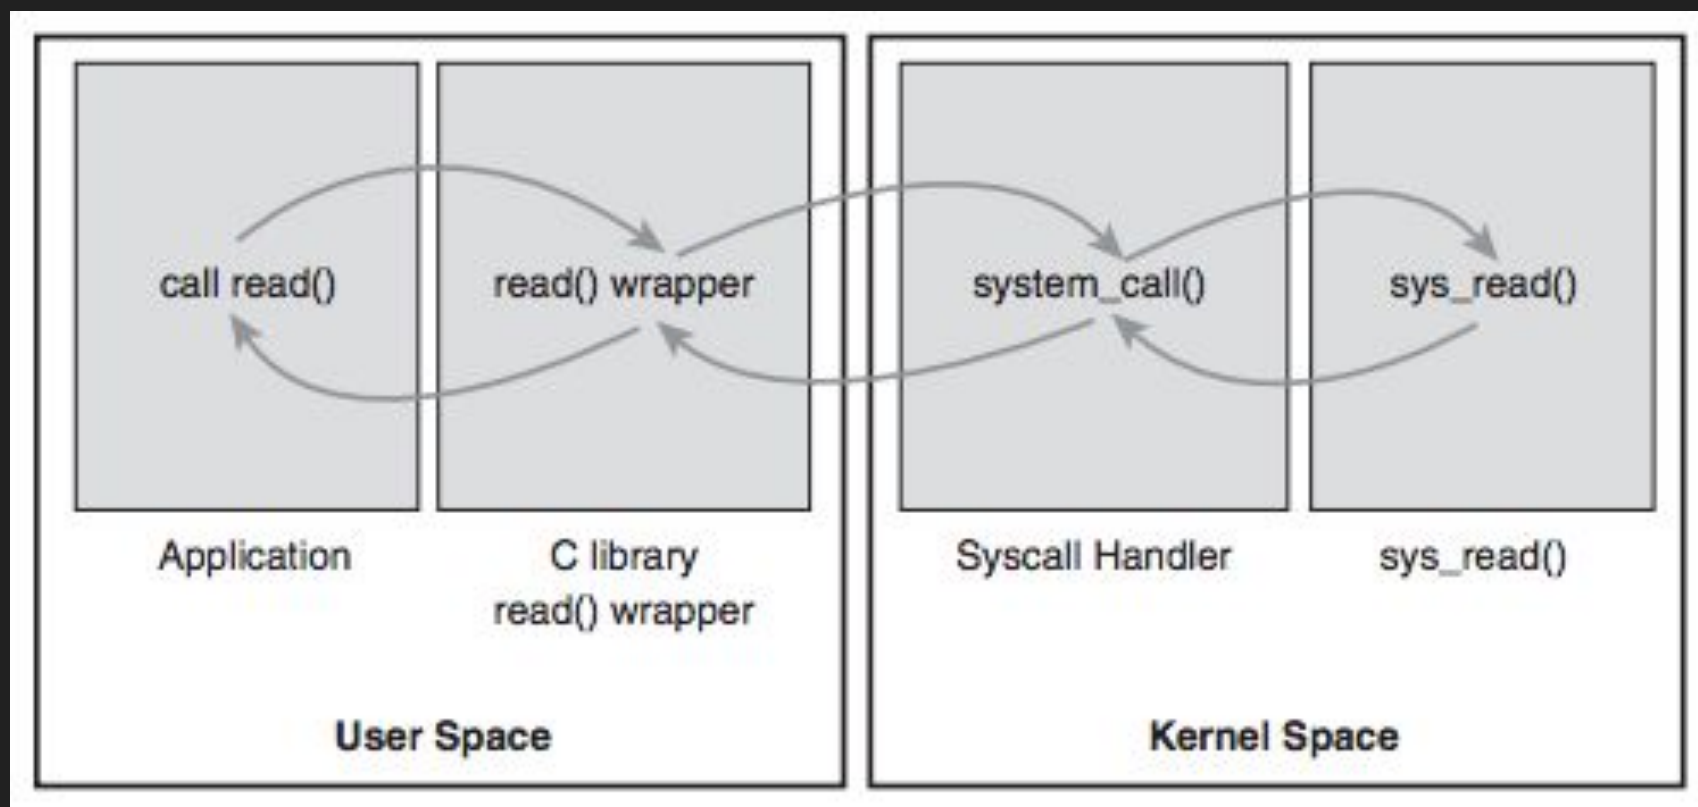 call read()
read() wrapper
system_call()
sys_read()
Application
C library
read() wrapper
Syscall Handler
sys_read()
User Space
Kernel Space